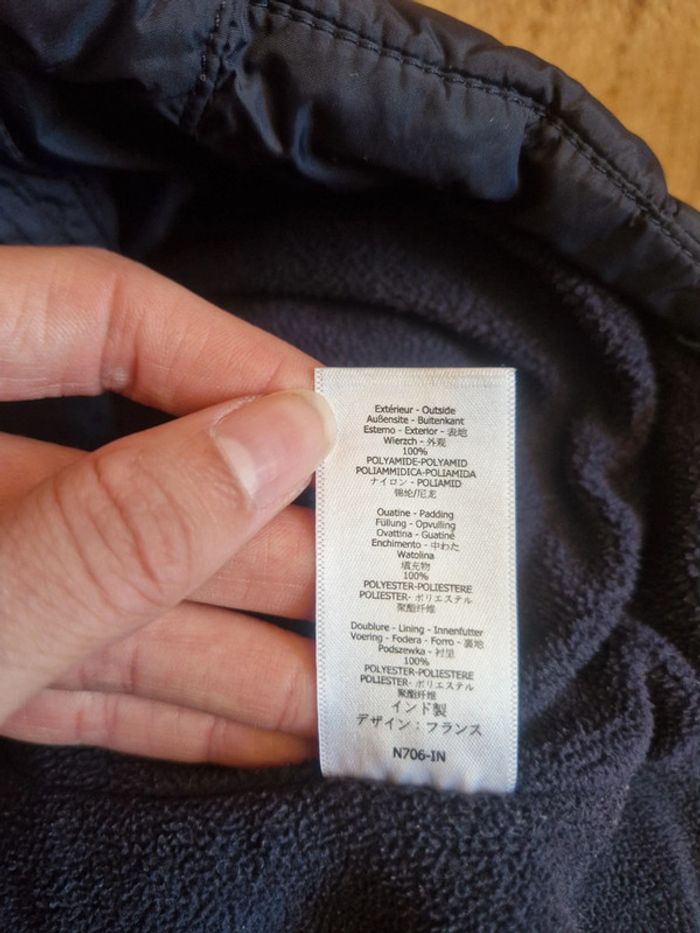 Extérieur - Outside
Außensite - Buitenkant
Esterno - Exterior - 表地
Wierzch - 外观
100%
POLYAMIDE-POLYAMID
POLIAMMIDICA-POLIAMIDA
ナイロン - POLIAMID
锦纶/尼龙
Ouatine - Padding
Füllung - Opvulling
Ovattina - Guatine
Enchimento - 中わた
Watolina
填充物
100%
POLYESTER-POLIESTERE
POLIESTER- ポリエステル
聚酯纤维
Doublure - Lining - Innenfutter
Voering - Fodera - Forro - 裏地
Podszewka - 衬里
100%
POLYESTER-POLIESTERE
POLIESTER- ポリエステル
聚酯纤维
インド製
デザイン：フランス
N706-IN